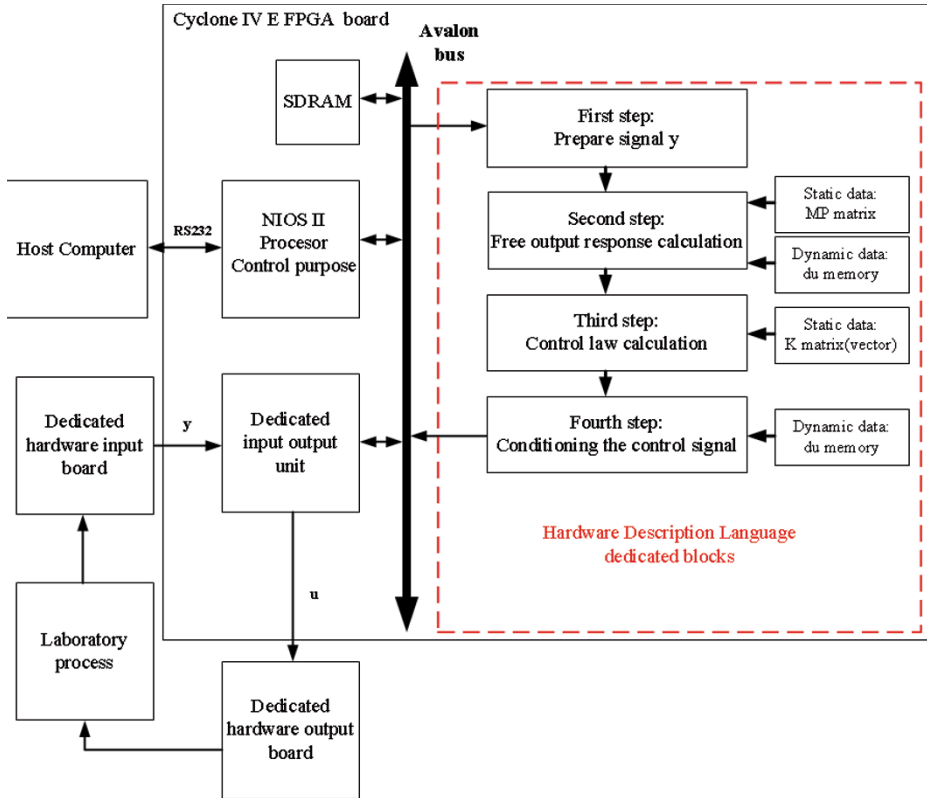 Cyclone IV E FPGA board
Avalon
bus
SDRAM
First step:
Prepare signal y
Static data:
MP matrix
Second step:
Free output response calculation
Dynamic data:
du memory
Host Computer
RS232
NIOS II
Procesor
Control purpose
Third step:
Control law calculation
Static data:
K matrix(vector)
Dedicated
hardware input
board
y
Dedicated
input output
unit
Fourth step:
Conditioning the control signal
Dynamic data:
du memory
Hardware Description Language
dedicated blocks
u
Laboratory
process
Dedicated
hardware output
board